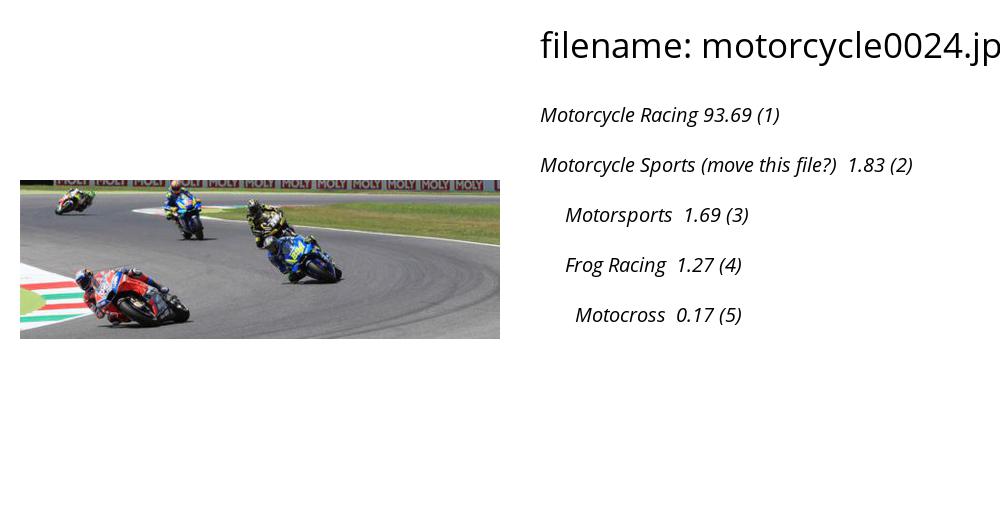 filename: motorcycle0024.jp
Motorcycle Racing 93.69 (1)
Motorcycle Sports (move this file?)  1.83 (2)
Motorsports  1.69 (3)
Frog Racing  1.27 (4)
Motocross  0.17 (5)
MOLY MOLY MOLY MOLY MOLY MOLY MOLY MOLY MOLY MOLY MOLY MOLY